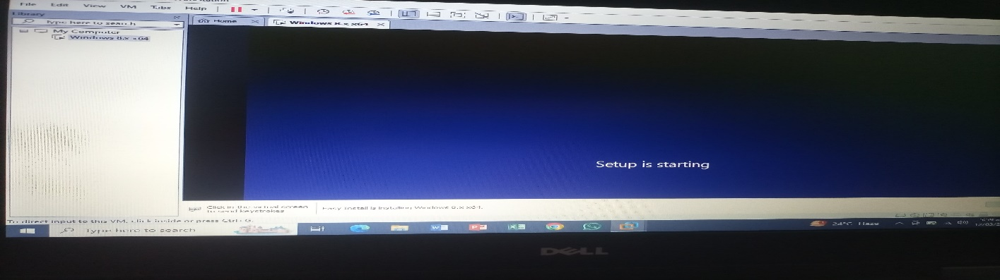 File Edit View VM Tabs Help
Library
Type here to search
Home
Windows 8.x x64
My Computer
Windows 8.x x64
Setup is starting
Click in the virtual screen
to send keystrokes
Easy Install is installing Windows 8.x x64.
To direct input to this VM, click inside or press Ctrl+G.
Type here to search
24°C Haze
DELL